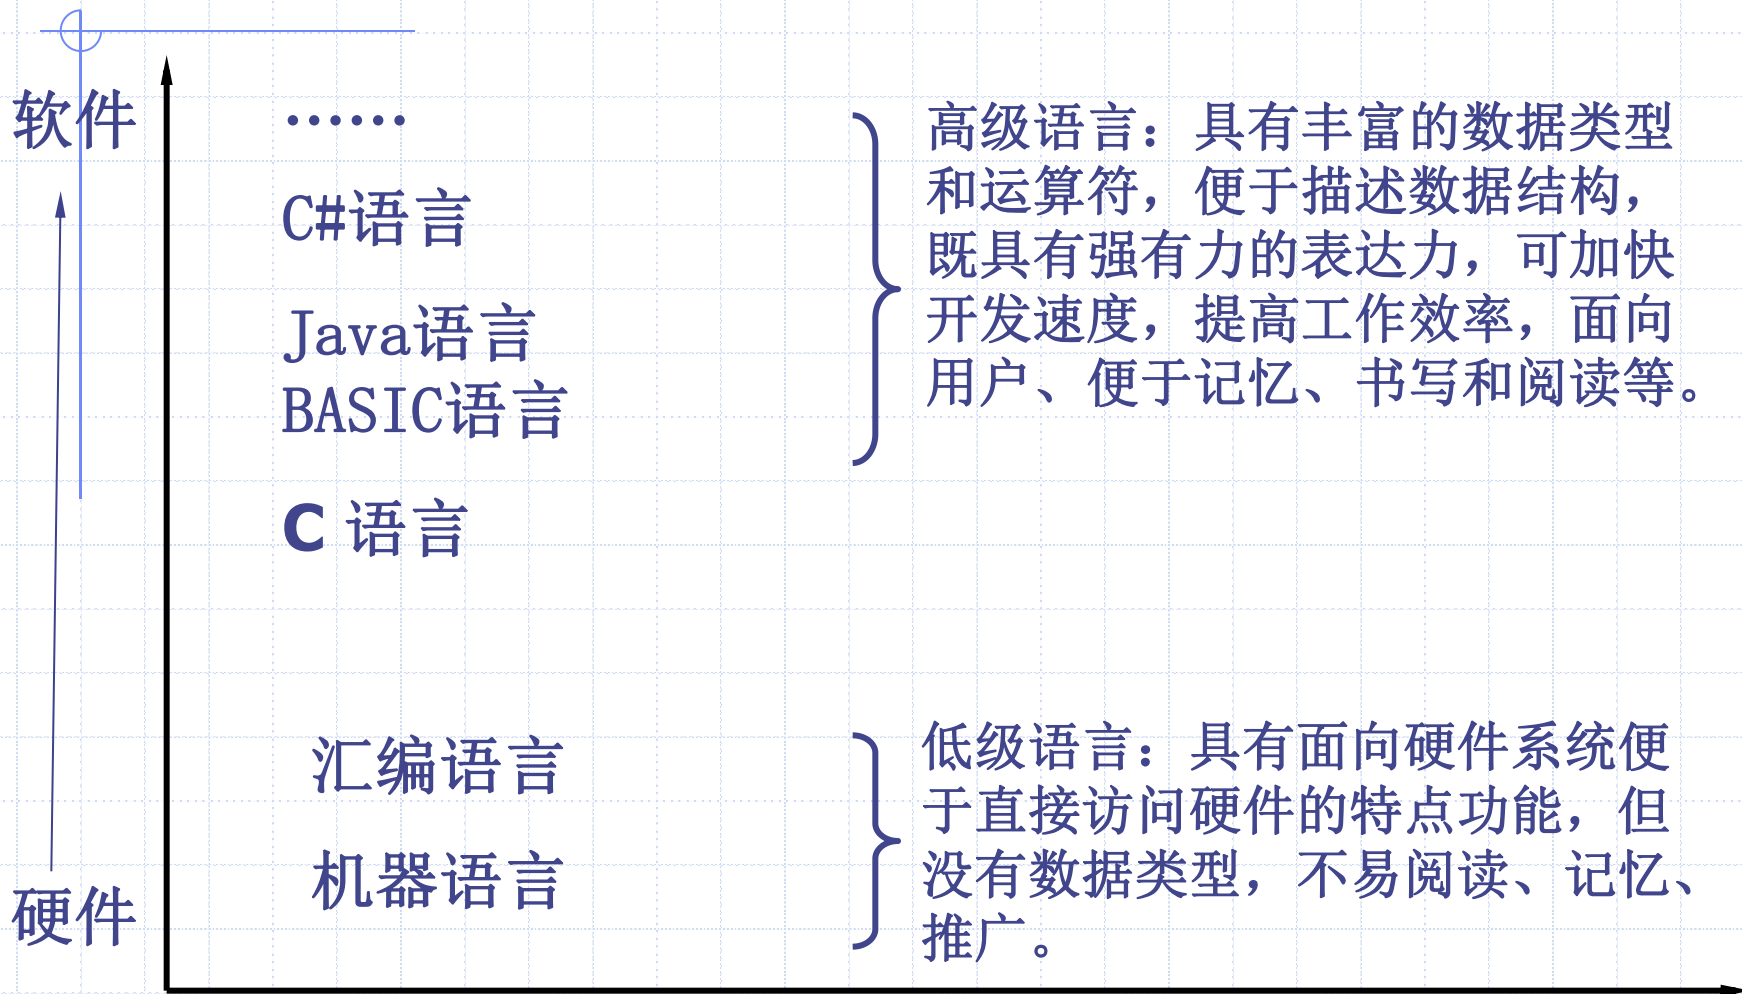 软件
……
C#语言
Java语言
BASIC语言
C 语言
高级语言：具有丰富的数据类型
和运算符，便于描述数据结构，
既具有强有力的表达力，可加快
开发速度，提高工作效率，面向
用户、便于记忆、书写和阅读等。
汇编语言
机器语言
低级语言：具有面向硬件系统便
于直接访问硬件的特点功能，但
没有数据类型，不易阅读、记忆、
推广。
硬件